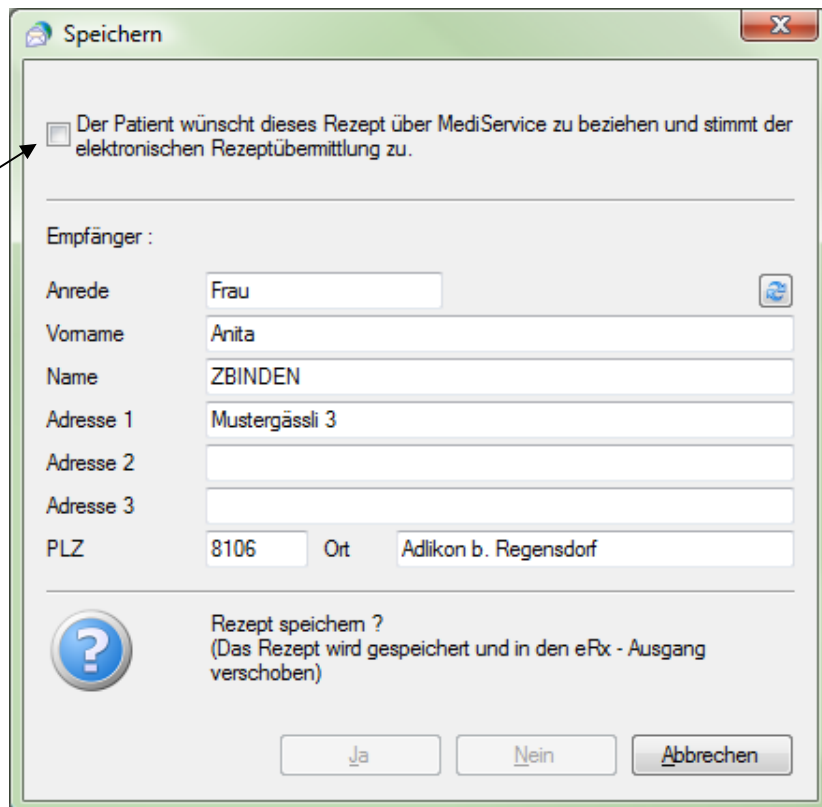 Speichern
Der Patient wünscht dieses Rezept über MediService zu beziehen und stimmt der
elektronischen Rezeptübermittlung zu.
Empfänger :
Anrede Frau
Vorname Anita
Name ZBINDEN
Adresse 1 Mustergässli 3
Adresse 2
Adresse 3
PLZ 8106 Ort Adlikon b. Regensdorf
Rezept speichern ?
(Das Rezept wird gespeichert und in den eRx - Ausgang
verschoben)
Ja Nein Abbrechen